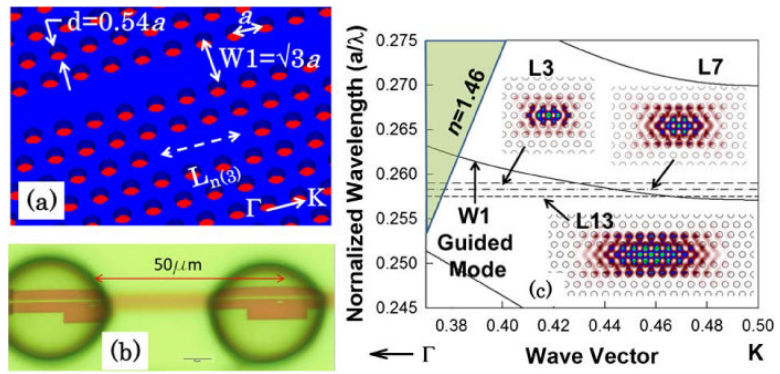 d=0.54a
a
W1=√3a
Ln(3)
(a)
Γ
K
50μm
(b)
Normalized Wavelength (a/λ)
0.275
0.270
0.265
0.260
0.255
0.250
0.245
n=1.46
L3
L7
W1
Guided
Mode
L13
(c)
0.38
0.40
0.42
0.44
0.46
0.48
0.50
← Γ
Wave Vector
K